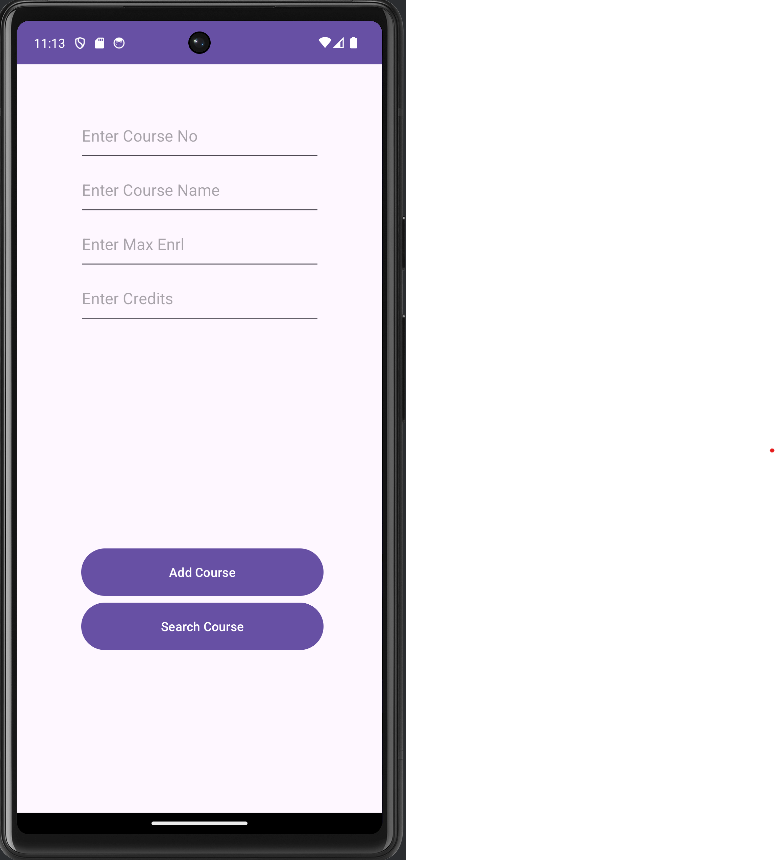 11:13
Enter Course No
Enter Course Name
Enter Max Enrl
Enter Credits
Add Course
Search Course